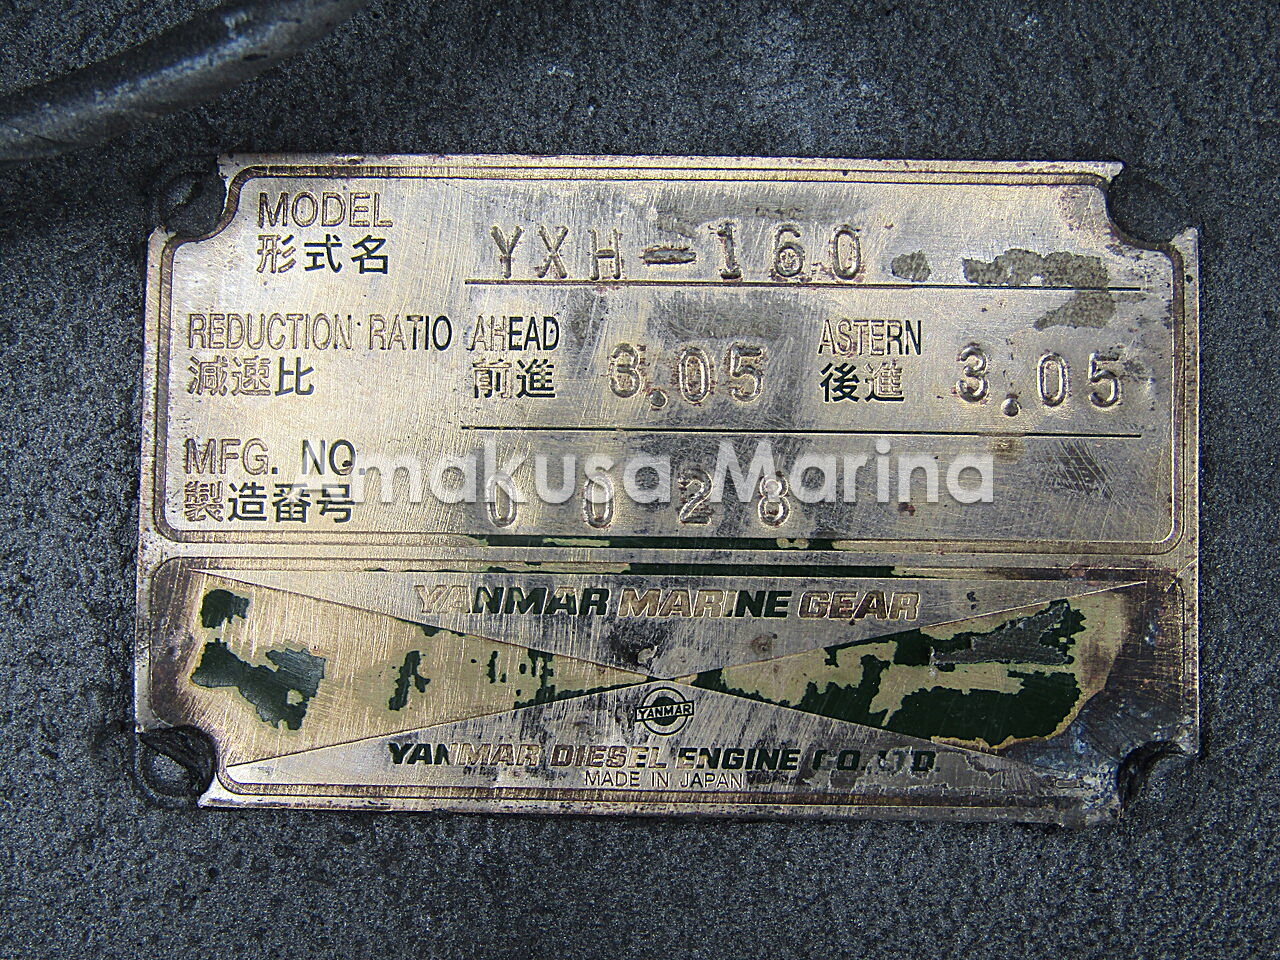 MODEL
形式名 YXH-160
REDUCTION RATIO AHEAD ASTERN
減速比 前進 3.05 後進 3.05
MFG. NO.
製造番号 0028
Amakusa Marina
YANMAR MARINE GEAR
YANMAR
YANMAR DIESEL ENGINE CO., LTD.
MADE IN JAPAN